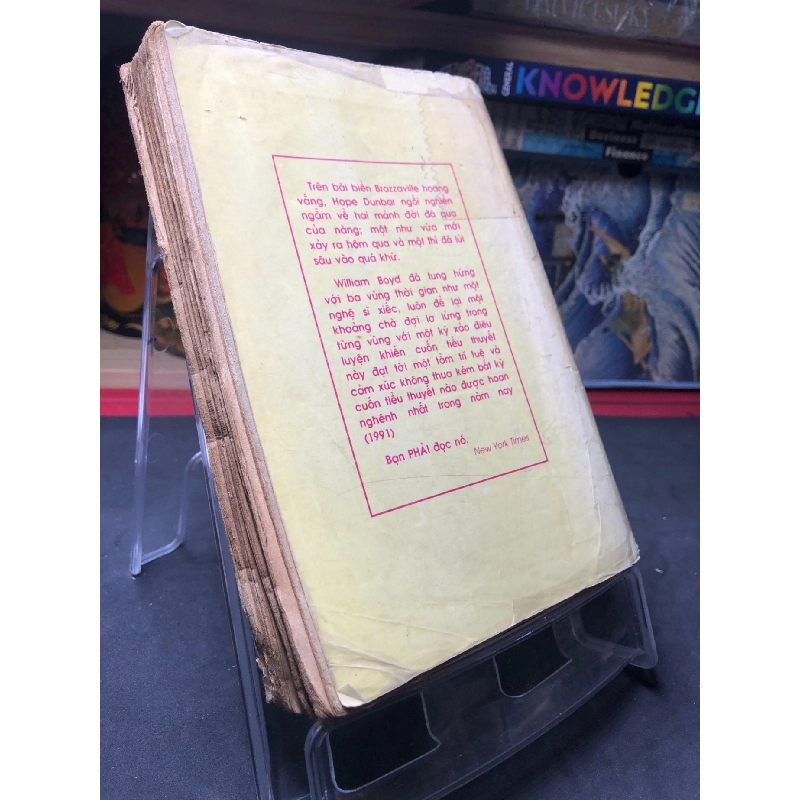 GENERAL KNOWLEDGE
Business
Finance
Trên bãi biển Brazzaville hoang
vắng, Hope Dunbar ngồi nghiền
ngẫm về hai mảnh đời đã qua
của nàng; một như vừa mới
xảy ra hôm qua và một thì đã lùi
sâu vào quá khứ.
William Boyd đã tung hứng
với ba vùng thời gian như một
nghệ sĩ xiếc, luôn để lại một
khoảng chờ đợi lơ lửng trong
từng vùng với một kỹ xảo điêu
luyện khiến cuốn tiểu thuyết
này đạt tới một tầm trí tuệ và
cảm xúc không thua kém bất kỳ
cuốn tiểu thuyết nào được hoan
nghênh nhất trong năm nay
(1991)
Bạn PHẢI đọc nó.
New York Times